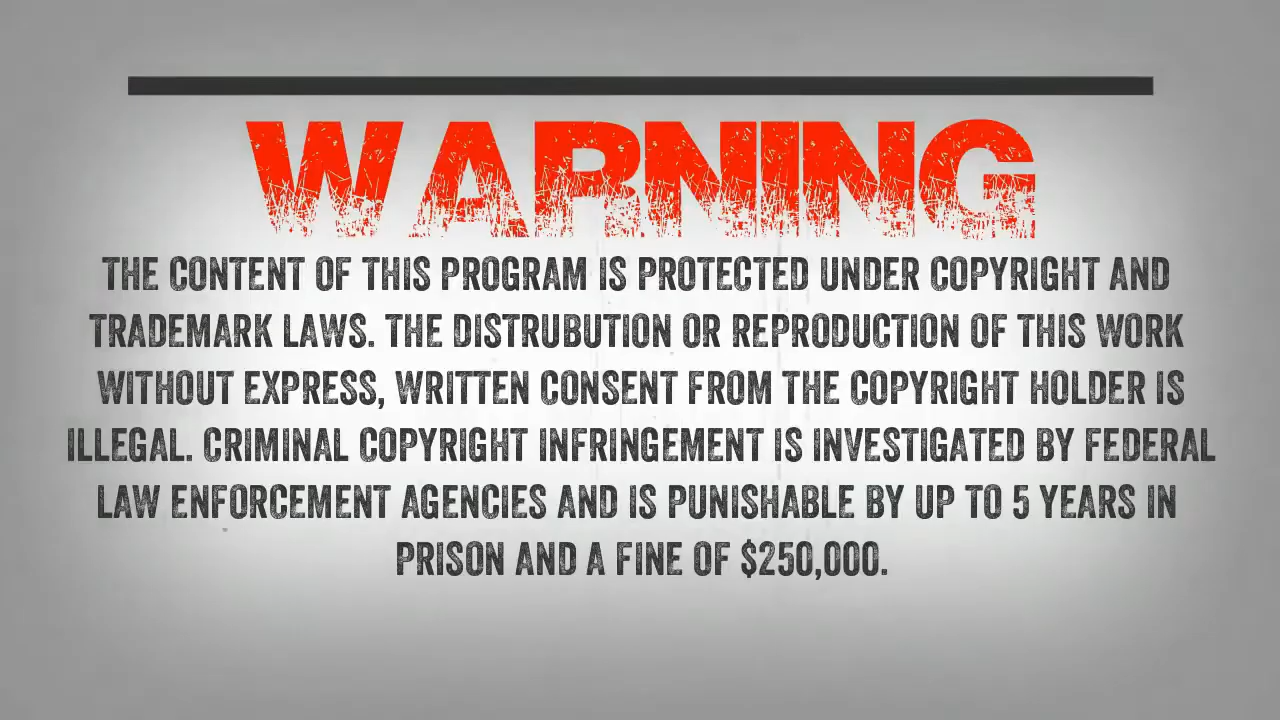 WARNING
THE CONTENT OF THIS PROGRAM IS PROTECTED UNDER COPYRIGHT AND
TRADEMARK LAWS. THE DISTRUBUTION OR REPRODUCTION OF THIS WORK
WITHOUT EXPRESS, WRITTEN CONSENT FROM THE COPYRIGHT HOLDER IS
ILLEGAL. CRIMINAL COPYRIGHT INFRINGEMENT IS INVESTIGATED BY FEDERAL
LAW ENFORCEMENT AGENCIES AND IS PUNISHABLE BY UP TO 5 YEARS IN
PRISON AND A FINE OF $250,000.